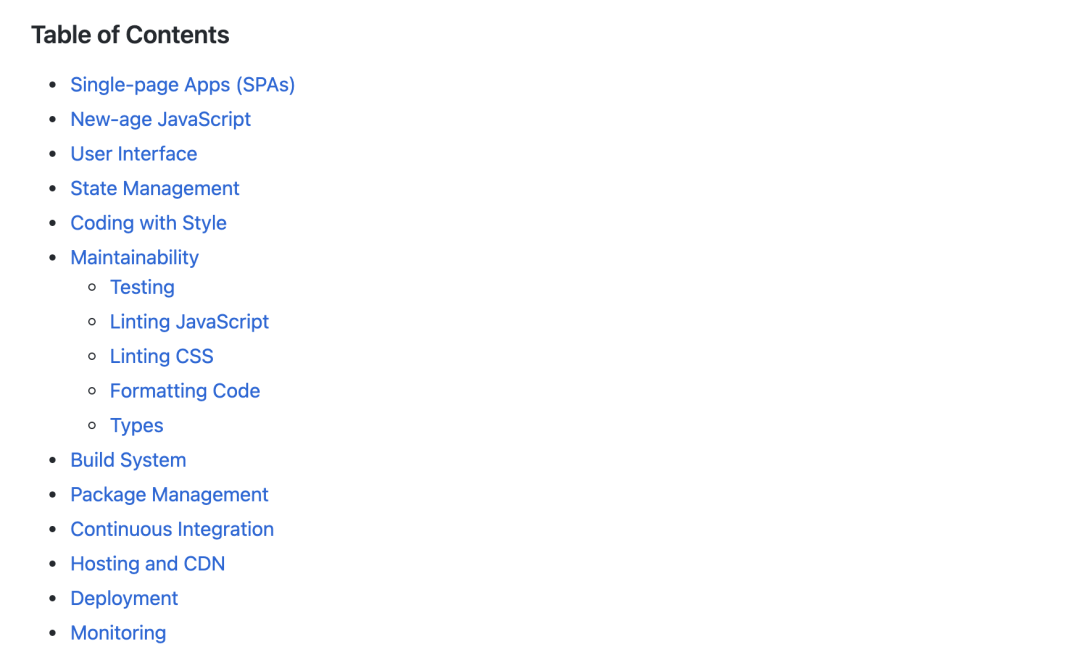 Table of Contents
Single-page Apps (SPAs)
New-age JavaScript
User Interface
State Management
Coding with Style
Maintainability
Testing
Linting JavaScript
Linting CSS
Formatting Code
Types
Build System
Package Management
Continuous Integration
Hosting and CDN
Deployment
Monitoring